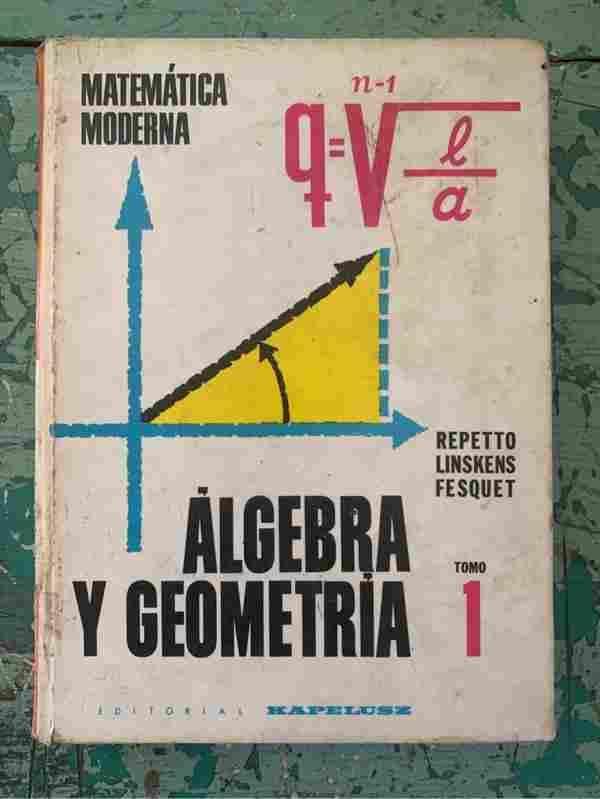 MATEMÁTICA
MODERNA
n-1
q=√
l
a
REPETTO
LINSKENS
FESQUET
ÁLGEBRA
Y GEOMETRÍA
TOMO
1
EDITORIAL KAPELUSZ